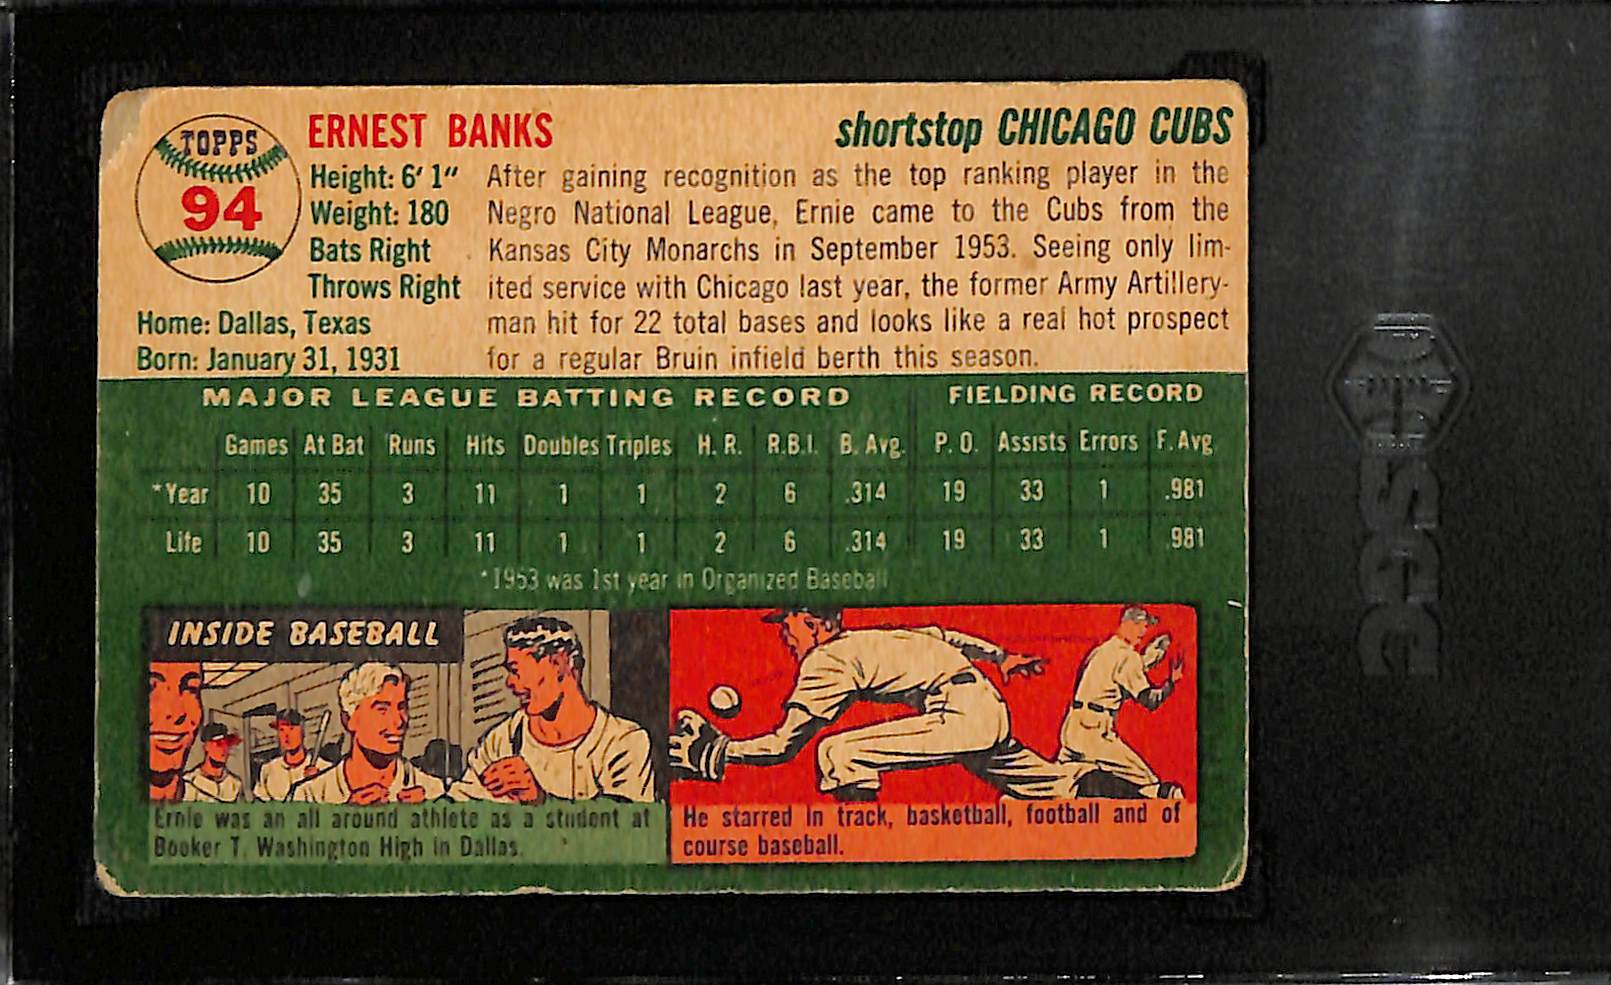 TOPPS
94
ERNEST BANKS
shortstop CHICAGO CUBS
Height: 6' 1"
Weight: 180
Bats Right
Throws Right
Home: Dallas, Texas
Born: January 31, 1931
After gaining recognition as the top ranking player in the
Negro National League, Ernie came to the Cubs from the
Kansas City Monarchs in September 1953. Seeing only lim-
ited service with Chicago last year, the former Army Artillery-
man hit for 22 total bases and looks like a real hot prospect
for a regular Bruin infield berth this season.
MAJOR LEAGUE BATTING RECORD FIELDING RECORD
Games At Bat Runs Hits Doubles Triples H. R. R.B.I. B. Avg. P. O. Assists Errors F. Avg.
*Year 10 35 3 11 1 1 2 6 .314 19 33 1 .981
Life 10 35 3 11 1 1 2 6 .314 19 33 1 .981
*1953 was 1st year in Organized Baseball
INSIDE BASEBALL
Ernie was an all around athlete as a student at
Booker T. Washington High in Dallas.
He starred in track, basketball, football and of
course baseball.
SGC